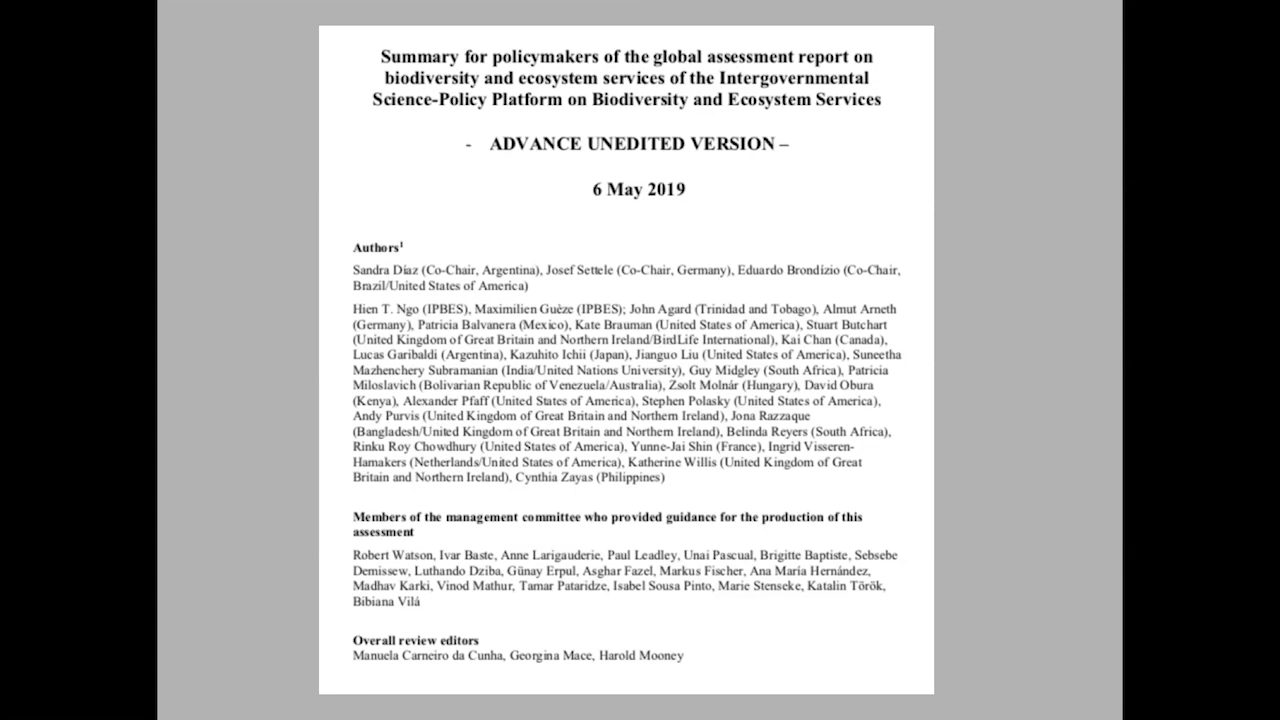 Summary for policymakers of the global assessment report on
biodiversity and ecosystem services of the Intergovernmental
Science-Policy Platform on Biodiversity and Ecosystem Services
- ADVANCE UNEDITED VERSION –
6 May 2019
Authors¹
Sandra Díaz (Co-Chair, Argentina), Josef Settele (Co-Chair, Germany), Eduardo Brondízio (Co-Chair,
Brazil/United States of America)
Hien T. Ngo (IPBES), Maximilien Guèze (IPBES); John Agard (Trinidad and Tobago), Almut Arneth
(Germany), Patricia Balvanera (Mexico), Kate Brauman (United States of America), Stuart Butchart
(United Kingdom of Great Britain and Northern Ireland/BirdLife International), Kai Chan (Canada),
Lucas Garibaldi (Argentina), Kazuhito Ichii (Japan), Jianguo Liu (United States of America), Suneetha
Mazhenchery Subramanian (India/United Nations University), Guy Midgley (South Africa), Patricia
Miloslavich (Bolivarian Republic of Venezuela/Australia), Zsolt Molnár (Hungary), David Obura
(Kenya), Alexander Pfaff (United States of America), Stephen Polasky (United States of America),
Andy Purvis (United Kingdom of Great Britain and Northern Ireland), Jona Razzaque
(Bangladesh/United Kingdom of Great Britain and Northern Ireland), Belinda Reyers (South Africa),
Rinku Roy Chowdhury (United States of America), Yunne-Jai Shin (France), Ingrid Visseren-
Hamakers (Netherlands/United States of America), Katherine Willis (United Kingdom of Great
Britain and Northern Ireland), Cynthia Zayas (Philippines)
Members of the management committee who provided guidance for the production of this
assessment
Robert Watson, Ivar Baste, Anne Larigauderie, Paul Leadley, Unai Pascual, Brigitte Baptiste, Sebsebe
Demissew, Luthando Dziba, Günay Erpul, Asghar Fazel, Markus Fischer, Ana María Hernández,
Madhav Karki, Vinod Mathur, Tamar Pataridze, Isabel Sousa Pinto, Marie Stenseke, Katalin Török,
Bibiana Vilá
Overall review editors
Manuela Carneiro da Cunha, Georgina Mace, Harold Mooney